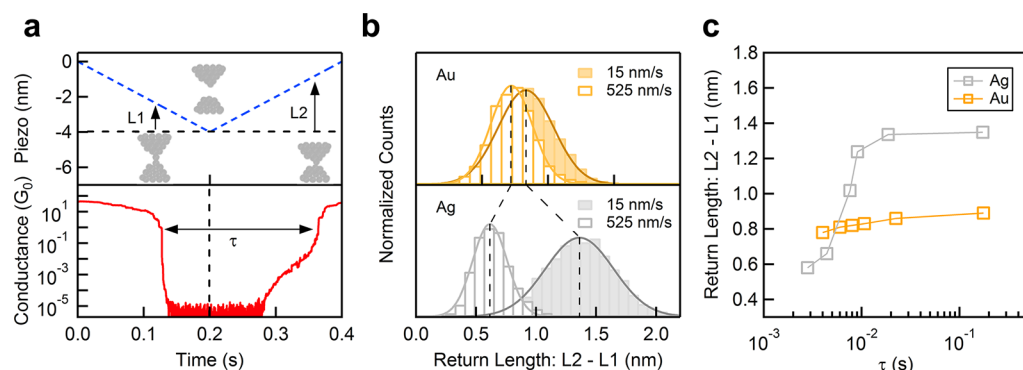 a
0
-2
-4
-6
Piezo (nm)
L1
L2
Conductance (G0)
10^1
10^-1
10^-3
10^-5
τ
0.0
0.1
0.2
0.3
0.4
Time (s)
b
Normalized Counts
Au
15 nm/s
525 nm/s
Ag
15 nm/s
525 nm/s
0.0
0.5
1.0
1.5
2.0
Return Length: L2 - L1 (nm)
c
Return Length: L2 - L1 (nm)
1.8
1.6
1.4
1.2
1.0
0.8
0.6
0.4
Ag
Au
10^-3
10^-2
10^-1
τ (s)